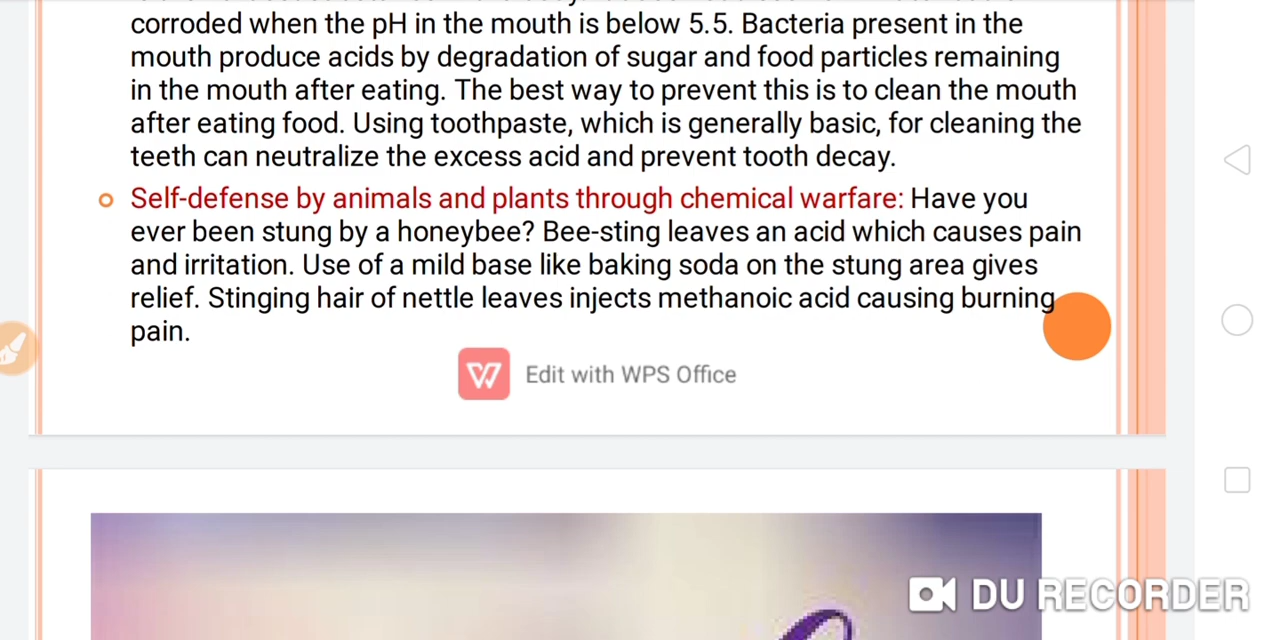 corroded when the pH in the mouth is below 5.5. Bacteria present in the
mouth produce acids by degradation of sugar and food particles remaining
in the mouth after eating. The best way to prevent this is to clean the mouth
after eating food. Using toothpaste, which is generally basic, for cleaning the
teeth can neutralize the excess acid and prevent tooth decay.
Self-defense by animals and plants through chemical warfare: Have you
ever been stung by a honeybee? Bee-sting leaves an acid which causes pain
and irritation. Use of a mild base like baking soda on the stung area gives
relief. Stinging hair of nettle leaves injects methanoic acid causing burning
pain.
Edit with WPS Office
DU RECORDER